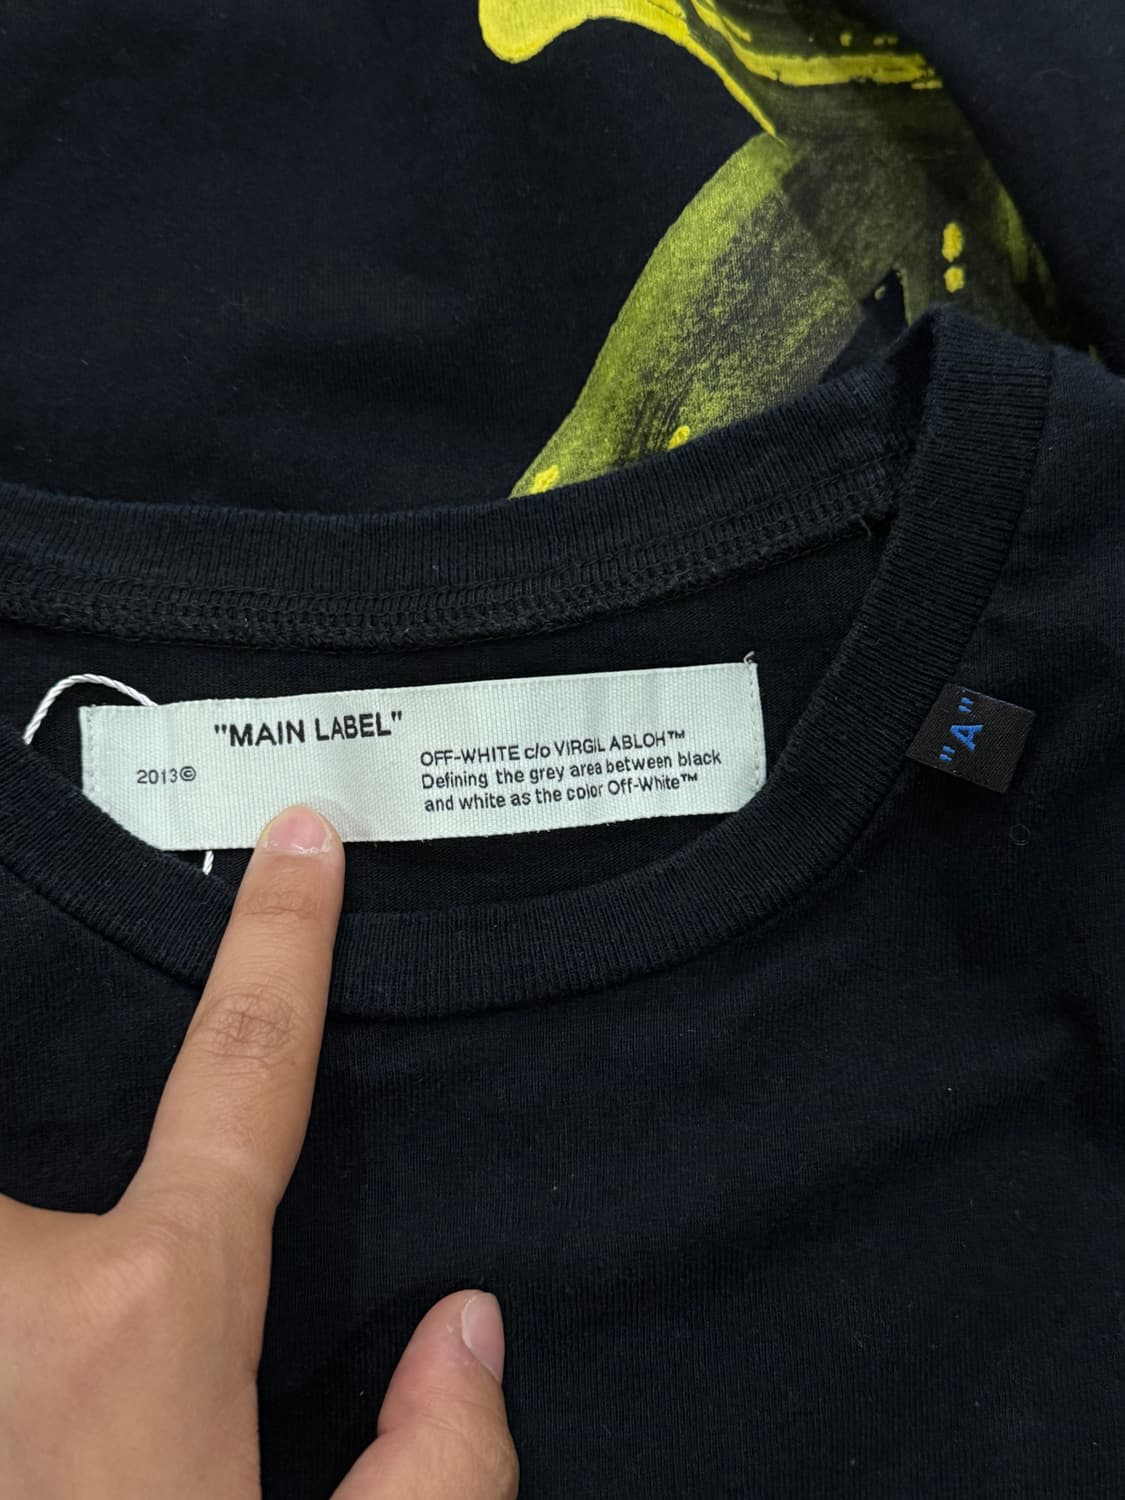 "MAIN LABEL"
2013©
OFF-WHITE c/o VIRGIL ABLOH™
Defining the grey area between black
and white as the color Off-White™
"A"